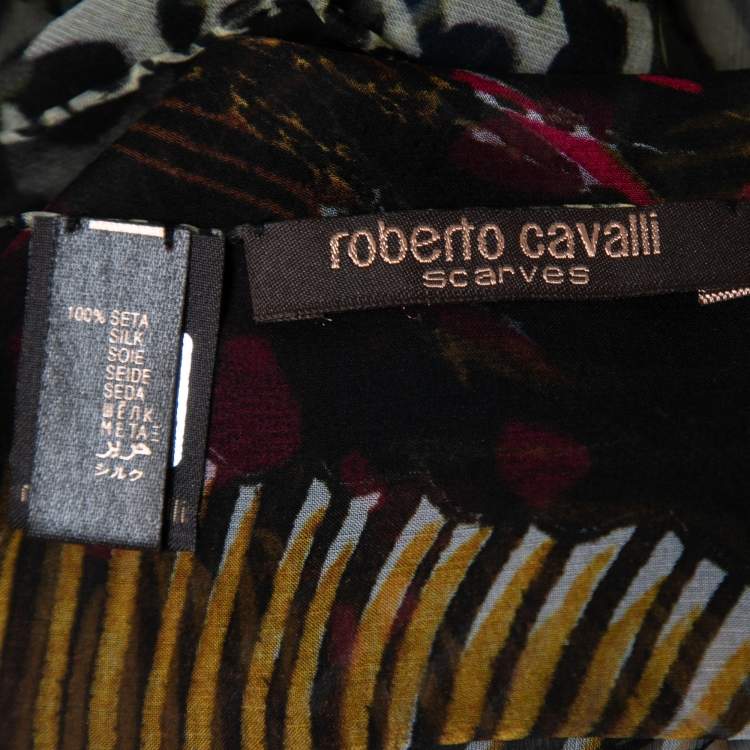 roberto cavalli
scarves
100% SETA
SILK
SOIE
SEIDE
SEDA
ШЕЛК
ΜΕΤΑΞΙ
حرير
シルク